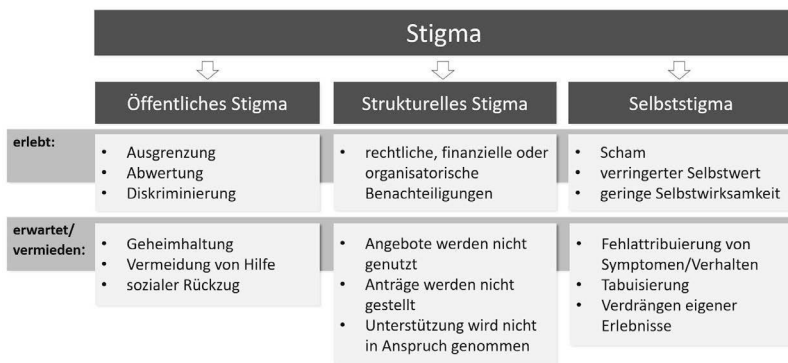 Stigma
Öffentliches Stigma
Strukturelles Stigma
Selbststigma
erlebt:
• Ausgrenzung
• Abwertung
• Diskriminierung
• rechtliche, finanzielle oder
organisatorische
Benachteiligungen
• Scham
• verringerter Selbstwert
• geringe Selbstwirksamkeit
erwartet/
vermieden:
• Geheimhaltung
• Vermeidung von Hilfe
• sozialer Rückzug
• Angebote werden nicht
genutzt
• Anträge werden nicht
gestellt
• Unterstützung wird nicht
in Anspruch genommen
• Fehlattribuierung von
Symptomen/Verhalten
• Tabuisierung
• Verdrängen eigener
Erlebnisse